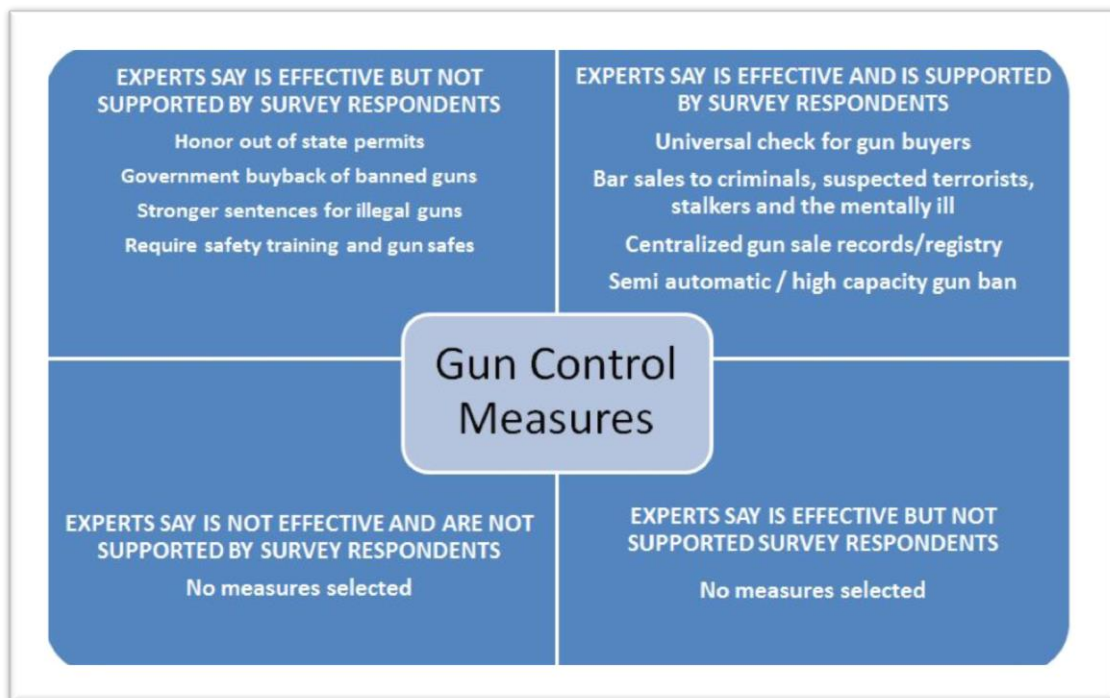 EXPERTS SAY IS EFFECTIVE BUT NOT
SUPPORTED BY SURVEY RESPONDENTS
Honor out of state permits
Government buyback of banned guns
Stronger sentences for illegal guns
Require safety training and gun safes
EXPERTS SAY IS EFFECTIVE AND IS SUPPORTED
BY SURVEY RESPONDENTS
Universal check for gun buyers
Bar sales to criminals, suspected terrorists,
stalkers and the mentally ill
Centralized gun sale records/registry
Semi automatic / high capacity gun ban
Gun Control
Measures
EXPERTS SAY IS NOT EFFECTIVE AND ARE NOT
SUPPORTED BY SURVEY RESPONDENTS
No measures selected
EXPERTS SAY IS EFFECTIVE BUT NOT
SUPPORTED SURVEY RESPONDENTS
No measures selected